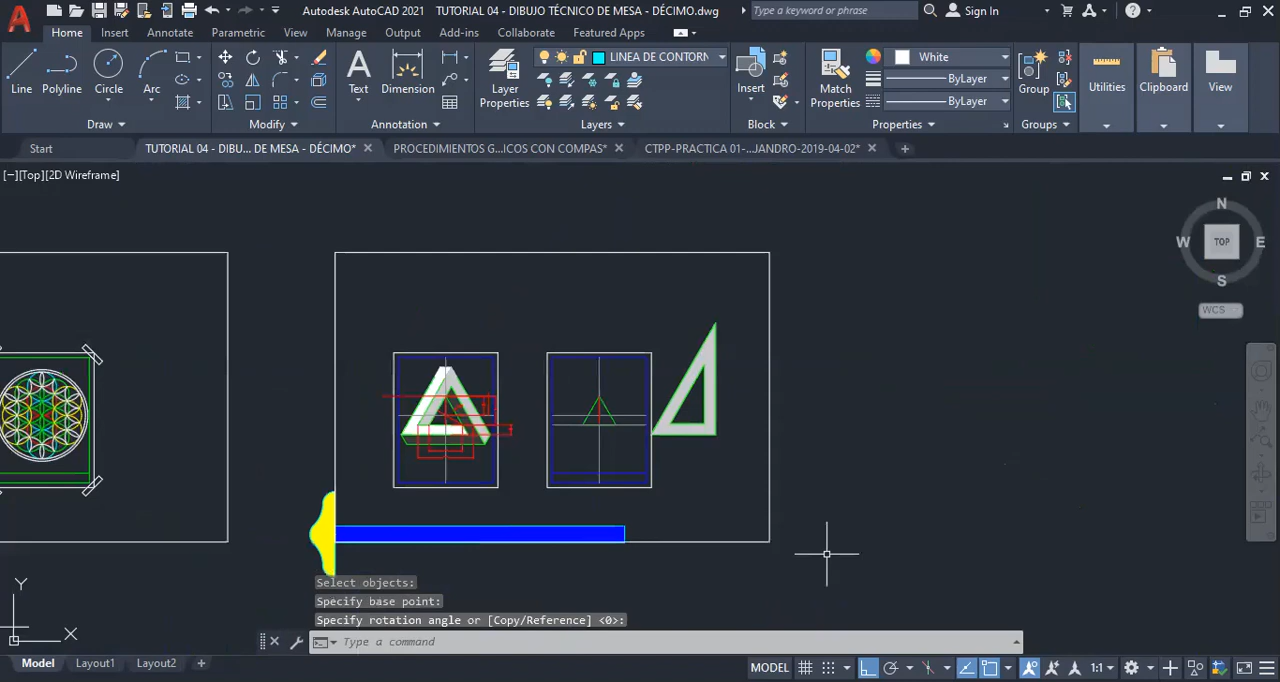 Autodesk AutoCAD 2021 TUTORIAL 04 - DIBUJO TÉCNICO DE MESA - DÉCIMO.dwg
Type a keyword or phrase
Sign In
Home Insert Annotate Parametric View Manage Output Add-ins Collaborate Featured Apps
Line Polyline Circle Arc
Text Dimension
Layer Properties
LINEA DE CONTORN
Insert
Match Properties
White
ByLayer
ByLayer
Group
Utilities
Clipboard
View
Draw Modify Annotation Layers Block Properties Groups
Start
TUTORIAL 04 - DIBU... DE MESA - DÉCIMO*
PROCEDIMIENTOS G...ICOS CON COMPAS*
CTPP-PRACTICA 01-...JANDRO-2019-04-02*
[−][Top][2D Wireframe]
N
W TOP E
S
WCS
Y
X
Select objects:
Specify base point:
Specify rotation angle or [Copy/Reference] <0>:
Type a command
Model Layout1 Layout2
MODEL
1:1